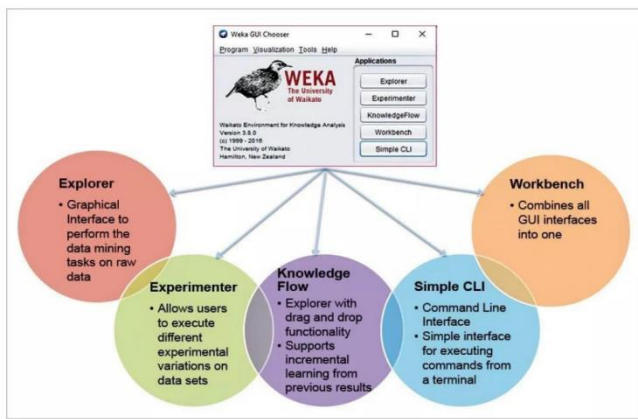 Weka GUI Chooser
Program Visualization Tools Help
Applications
WEKA
The University
of Waikato
Explorer
Experimenter
KnowledgeFlow
Workbench
Simple CLI
Waikato Environment for Knowledge Analysis
Version 3.8.0
(c) 1999 - 2016
The University of Waikato
Hamilton, New Zealand
Explorer
• Graphical
Interface to
perform the
data mining
tasks on raw
data
Experimenter
• Allows users
to execute
different
experimental
variations on
data sets
Knowledge
Flow
• Explorer with
drag and drop
functionality
• Supports
incremental
learning from
previous results
Simple CLI
• Command Line
Interface
• Simple interface
for executing
commands from
a terminal
Workbench
• Combines all
GUI interfaces
into one